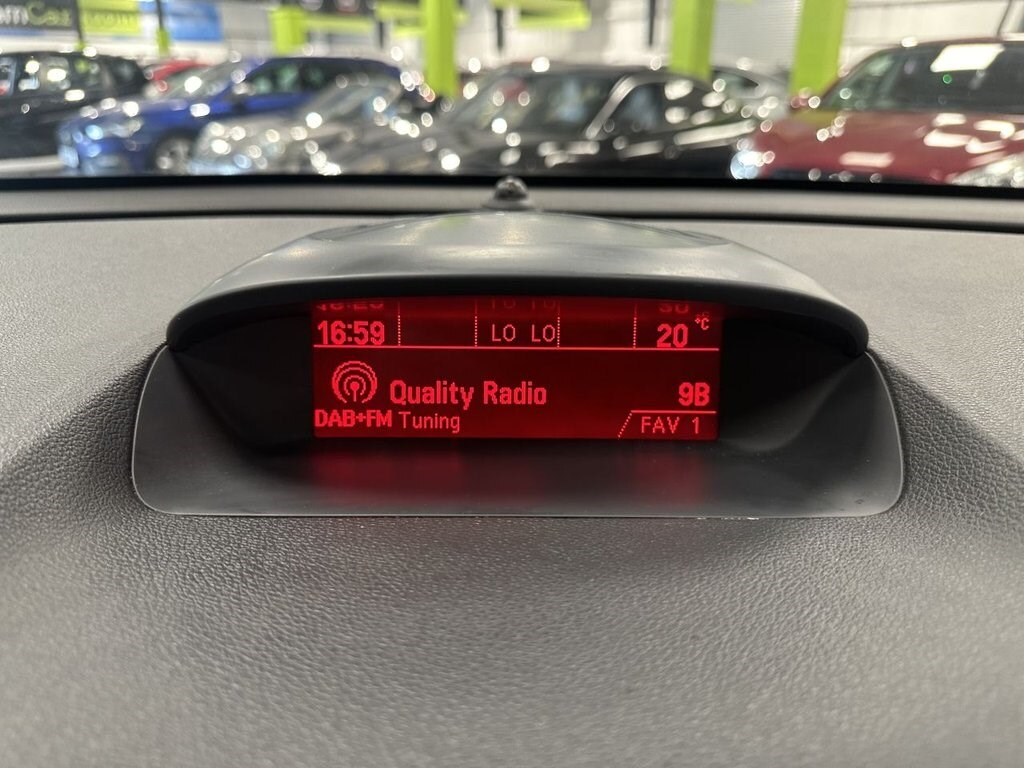 16:59 LO LO 20 °C
Quality Radio 9B
DAB+FM Tuning FAV 1